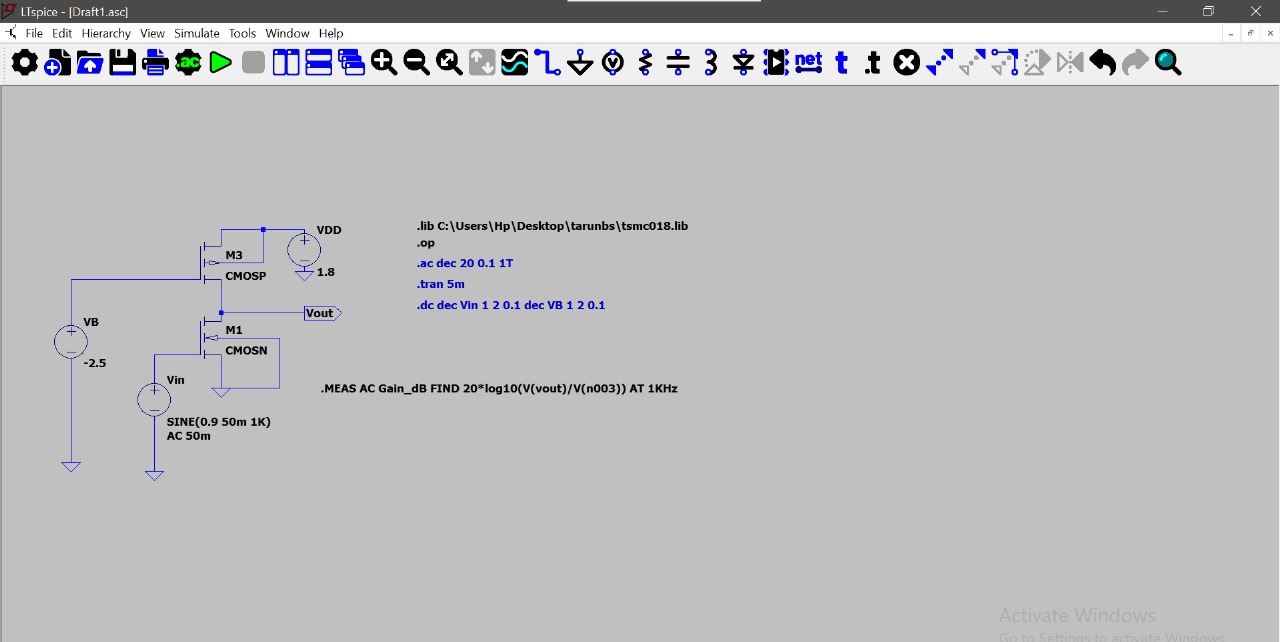 LTspice - [Draft1.asc]
File Edit Hierarchy View Simulate Tools Window Help
ac
net t .t
VDD
1.8
M3
CMOSP
.lib C:\Users\Hp\Desktop\tarunbs\tsmc018.lib
.op
.ac dec 20 0.1 1T
.tran 5m
.dc dec Vin 1 2 0.1 dec VB 1 2 0.1
Vout
VB
-2.5
M1
CMOSN
Vin
SINE(0.9 50m 1K)
AC 50m
.MEAS AC Gain_dB FIND 20*log10(V(vout)/V(n003)) AT 1KHz
Activate Windows
Go to Settings to activate Windows.